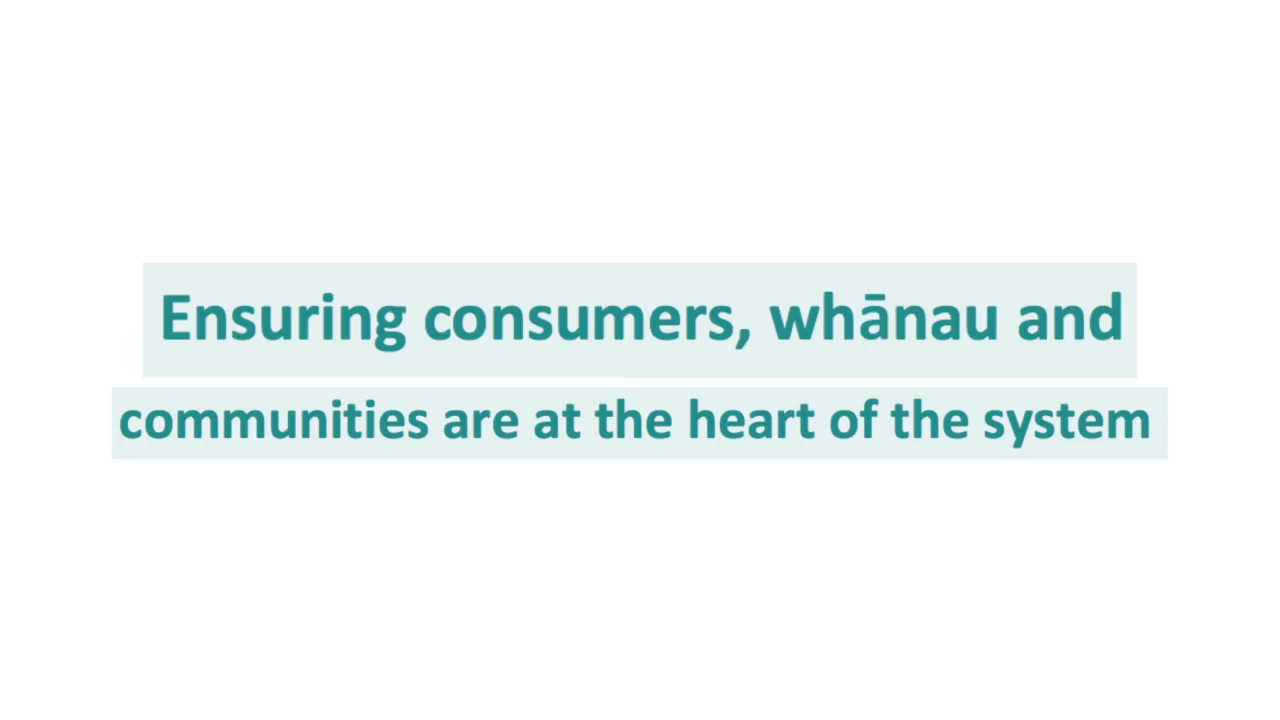 Ensuring consumers, whānau and
communities are at the heart of the system